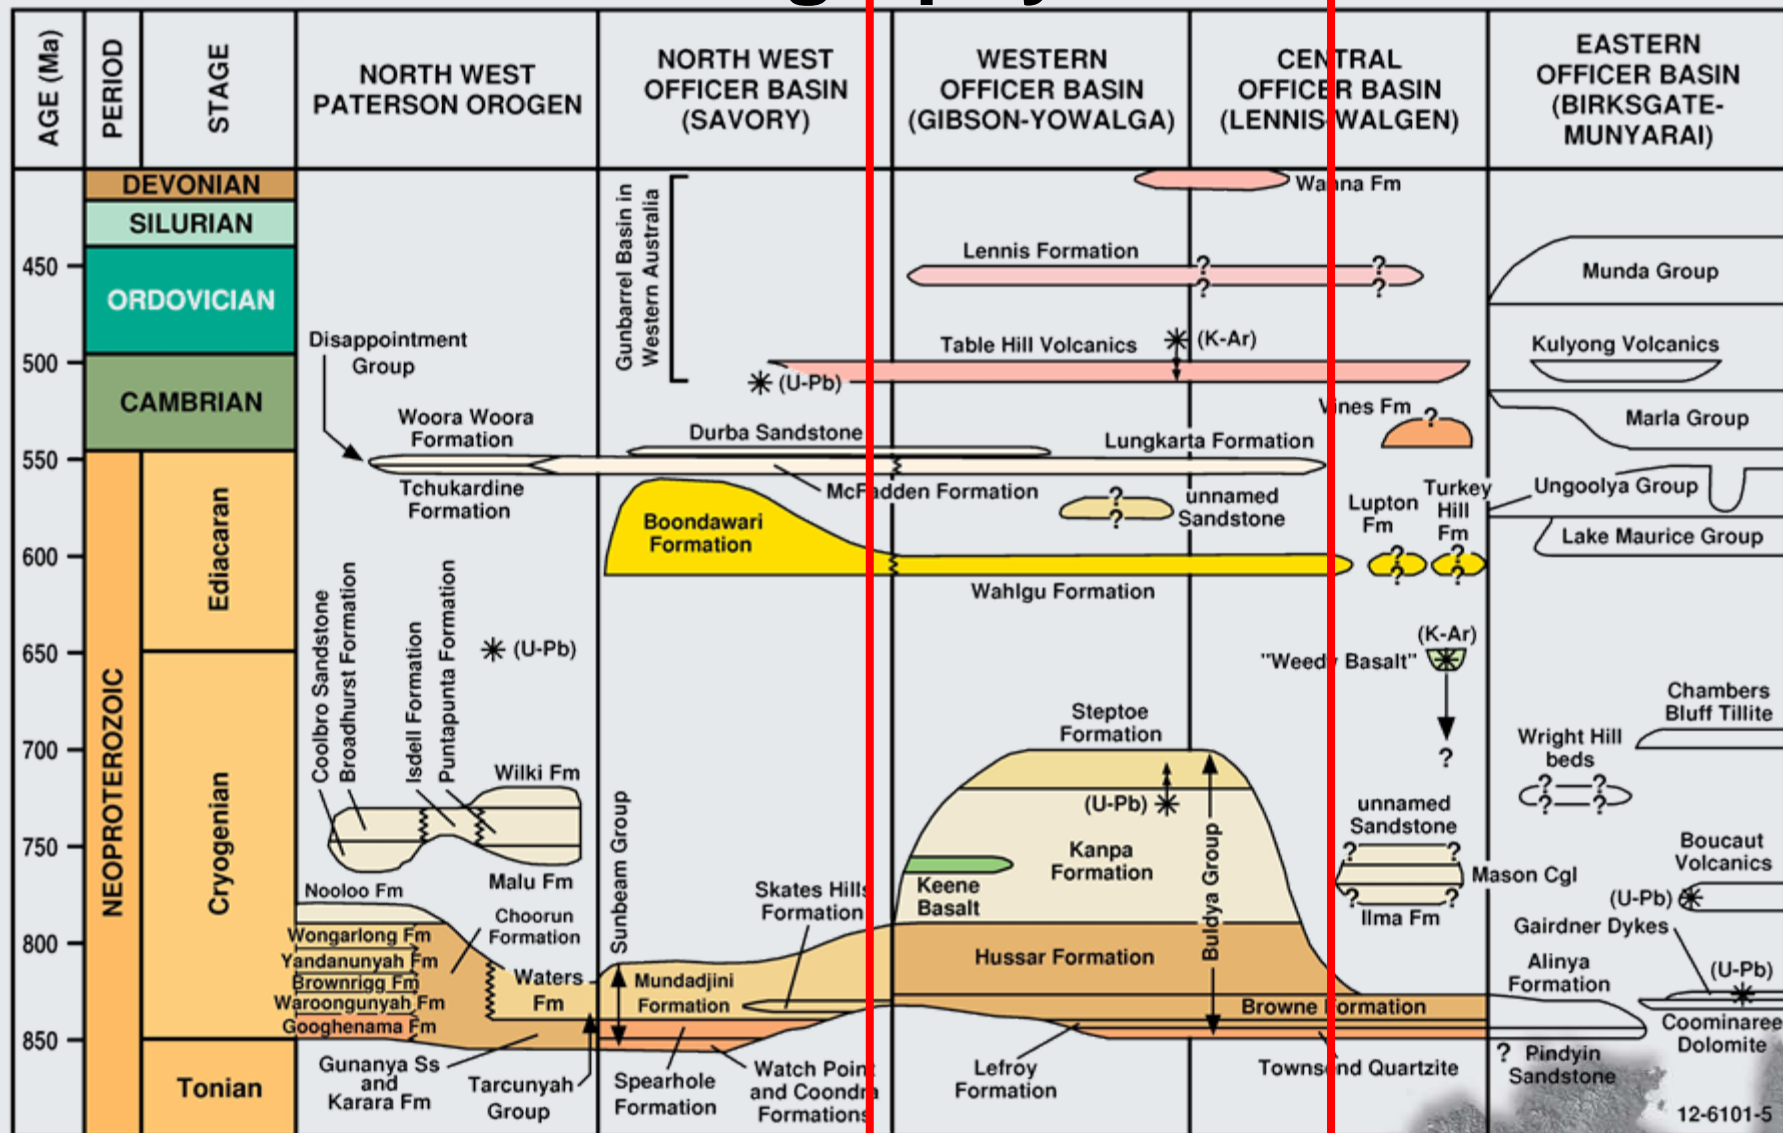 AGE (Ma)
PERIOD
STAGE
NORTH WEST
PATERSON OROGEN
NORTH WEST
OFFICER BASIN
(SAVORY)
WESTERN
OFFICER BASIN
(GIBSON-YOWALGA)
CENTRAL
OFFICER BASIN
(LENNIS-WALGEN)
EASTERN
OFFICER BASIN
(BIRKSGATE-
MUNYARAI)
DEVONIAN
SILURIAN
ORDOVICIAN
CAMBRIAN
NEOPROTEROZOIC
Ediacaran
Cryogenian
Tonian
450
500
550
600
650
700
750
800
850
Disappointment
Group
Woora Woora
Formation
Tchukardine
Formation
Coolbro Sandstone
Broadhurst Formation
Isdell Formation
Puntapunta Formation
(U-Pb)
Wilki Fm
Malu Fm
Nooloo Fm
Choorun
Formation
Wongarlong Fm
Yandanunyah Fm
Brownrigg Fm
Waroongunyah Fm
Googhenama Fm
Waters
Fm
Gunanya Ss
and
Karara Fm
Tarcunyah
Group
Gunbarrel Basin in
Western Australia
(U-Pb)
Durba Sandstone
McFadden Formation
Boondawari
Formation
Sunbeam Group
Skates Hills
Formation
Mundadjini
Formation
Spearhole
Formation
Watch Point
and Coondra
Formations
Wanna Fm
Lennis Formation
? ?
? ?
Table Hill Volcanics
(K-Ar)
Vines Fm
?
Lungkarta Formation
?
?
unnamed
Sandstone
Lupton
Fm
Turkey
Hill
Fm
? ?
? ?
Wahlgu Formation
(K-Ar)
"Weedy Basalt"
?
Steptoe
Formation
(U-Pb)
Kanpa
Formation
Keene
Basalt
Buldya Group
Hussar Formation
Browne Formation
Lefroy
Formation
Townsend Quartzite
unnamed
Sandstone
? ?
Mason Cgl
? ?
Ilma Fm
Munda Group
Kulyong Volcanics
Marla Group
Ungoolya Group
Lake Maurice Group
Chambers
Bluff Tillite
Wright Hill
beds
? ?
? ?
Boucaut
Volcanics
(U-Pb)
Gairdner Dykes
Alinya
Formation
(U-Pb)
Coominaree
Dolomite
? Pindyin
Sandstone
12-6101-5